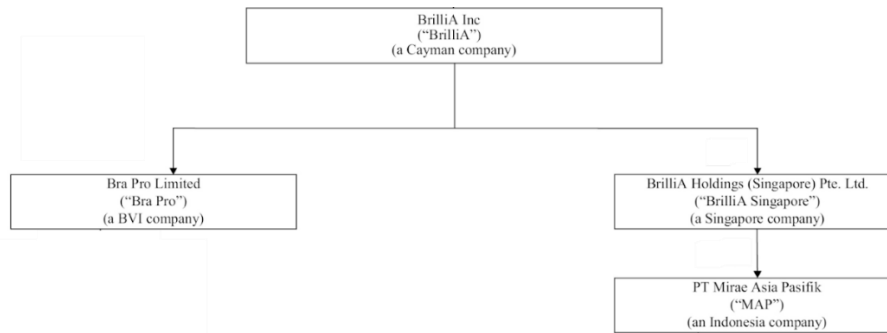 BrilliA Inc
(“BrilliA”)
(a Cayman company)
Bra Pro Limited
(“Bra Pro”)
(a BVI company)
BrilliA Holdings (Singapore) Pte. Ltd.
(“BrilliA Singapore”)
(a Singapore company)
PT Mirae Asia Pasifik
(“MAP”)
(an Indonesia company)